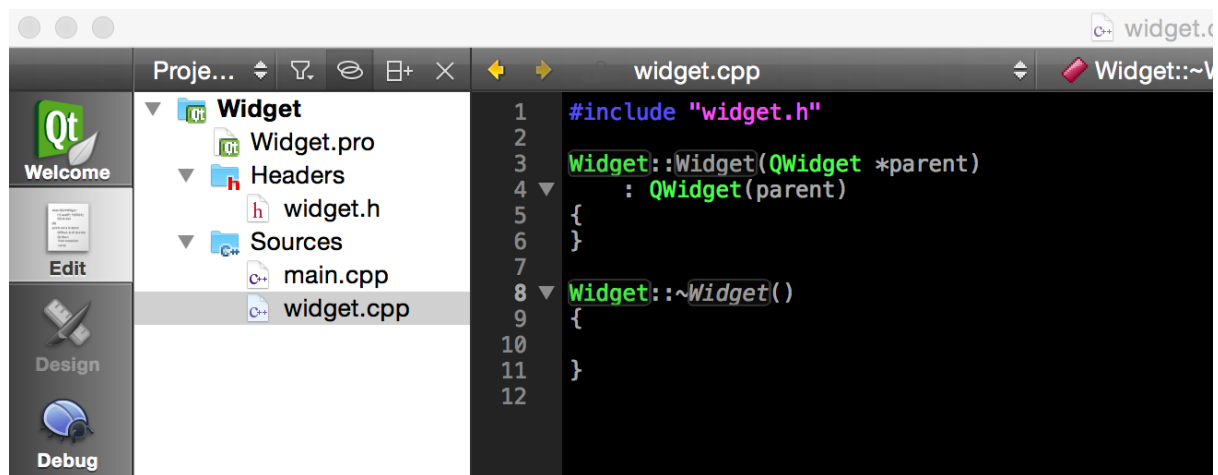 widget.c
Proje... widget.cpp Widget::~W
Welcome
Edit
Design
Debug
Widget
Widget.pro
Headers
widget.h
Sources
main.cpp
widget.cpp
1 #include "widget.h"
2
3 Widget::Widget(QWidget *parent)
4 : QWidget(parent)
5 {
6 }
7
8 Widget::~Widget()
9 {
10
11 }
12